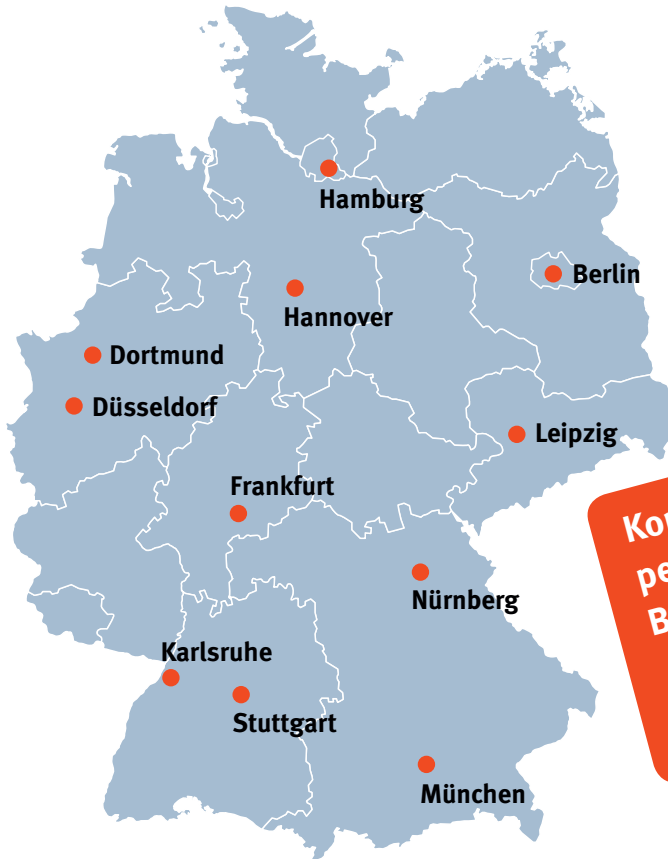 Hamburg
Berlin
Hannover
Dortmund
Düsseldorf
Leipzig
Frankfurt
Nürnberg
Karlsruhe
Stuttgart
München